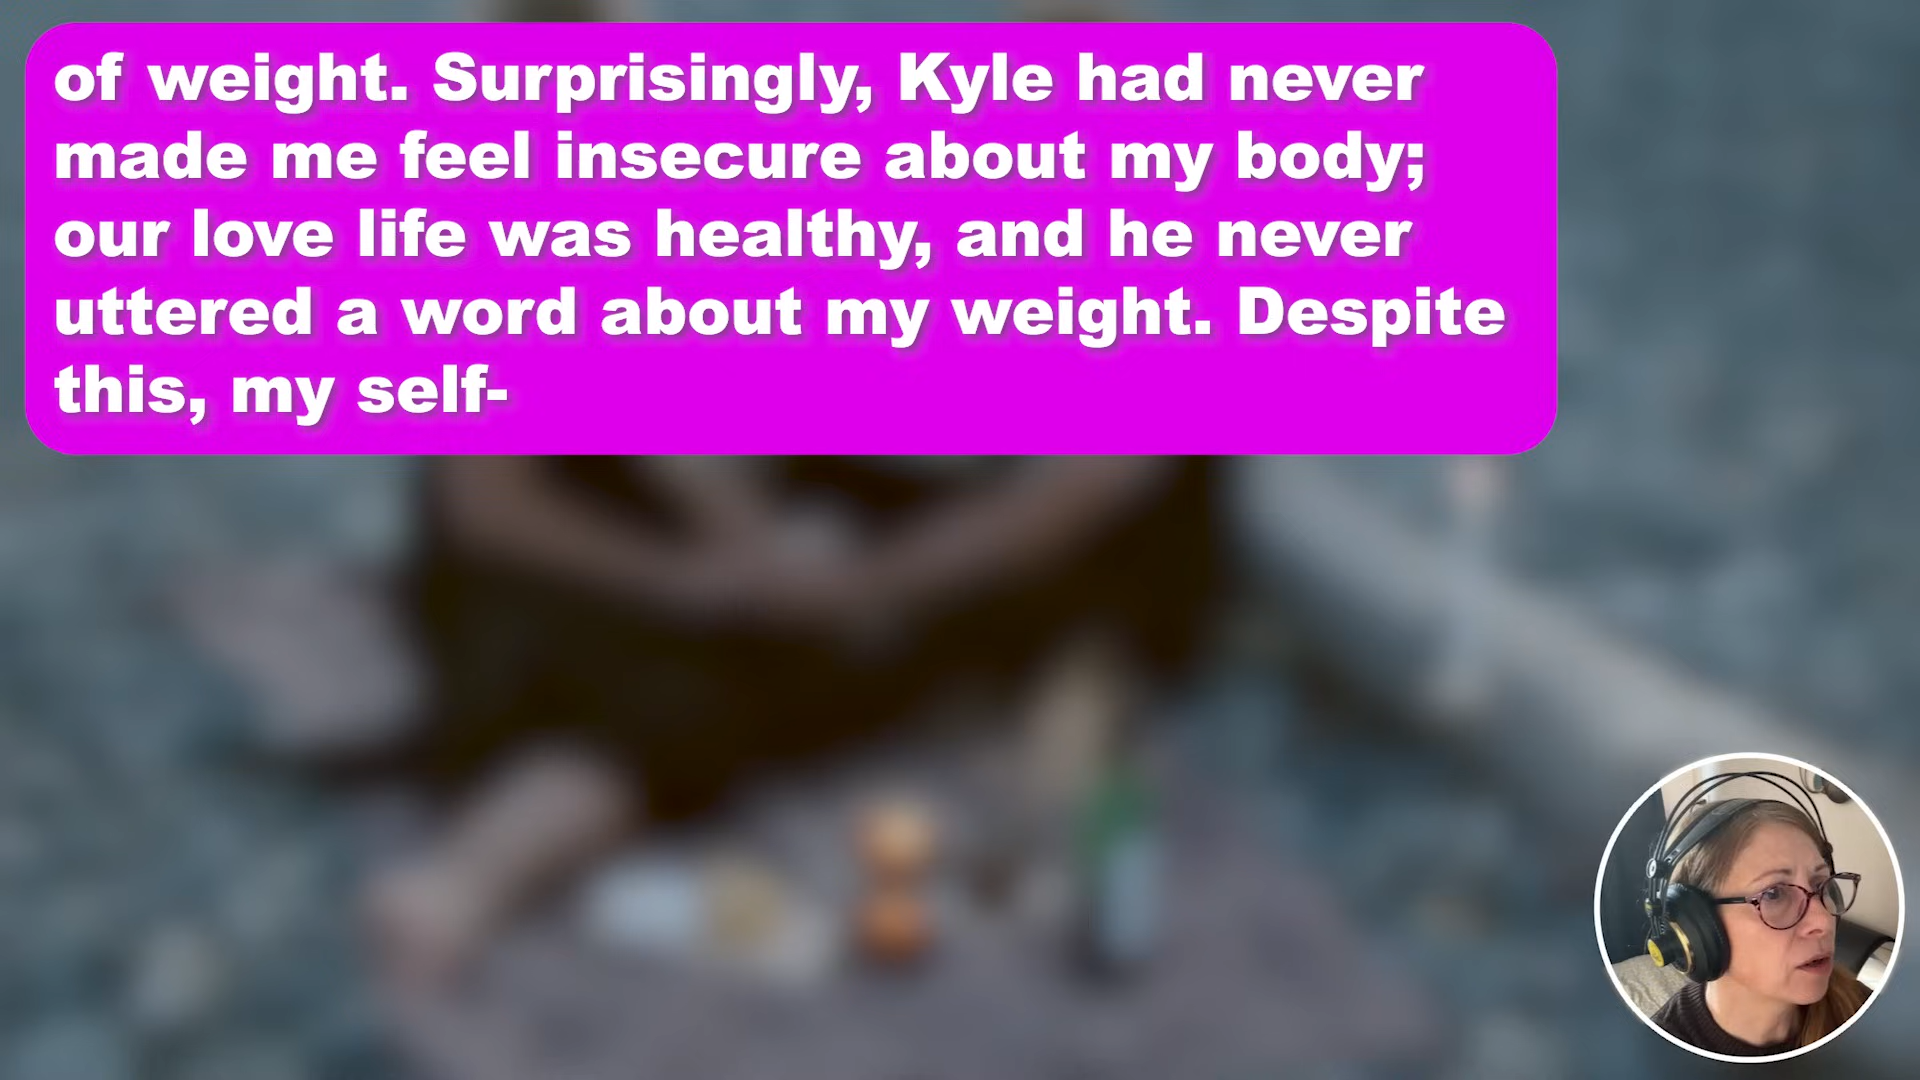 of weight. Surprisingly, Kyle had never
made me feel insecure about my body;
our love life was healthy, and he never
uttered a word about my weight. Despite
this, my self-